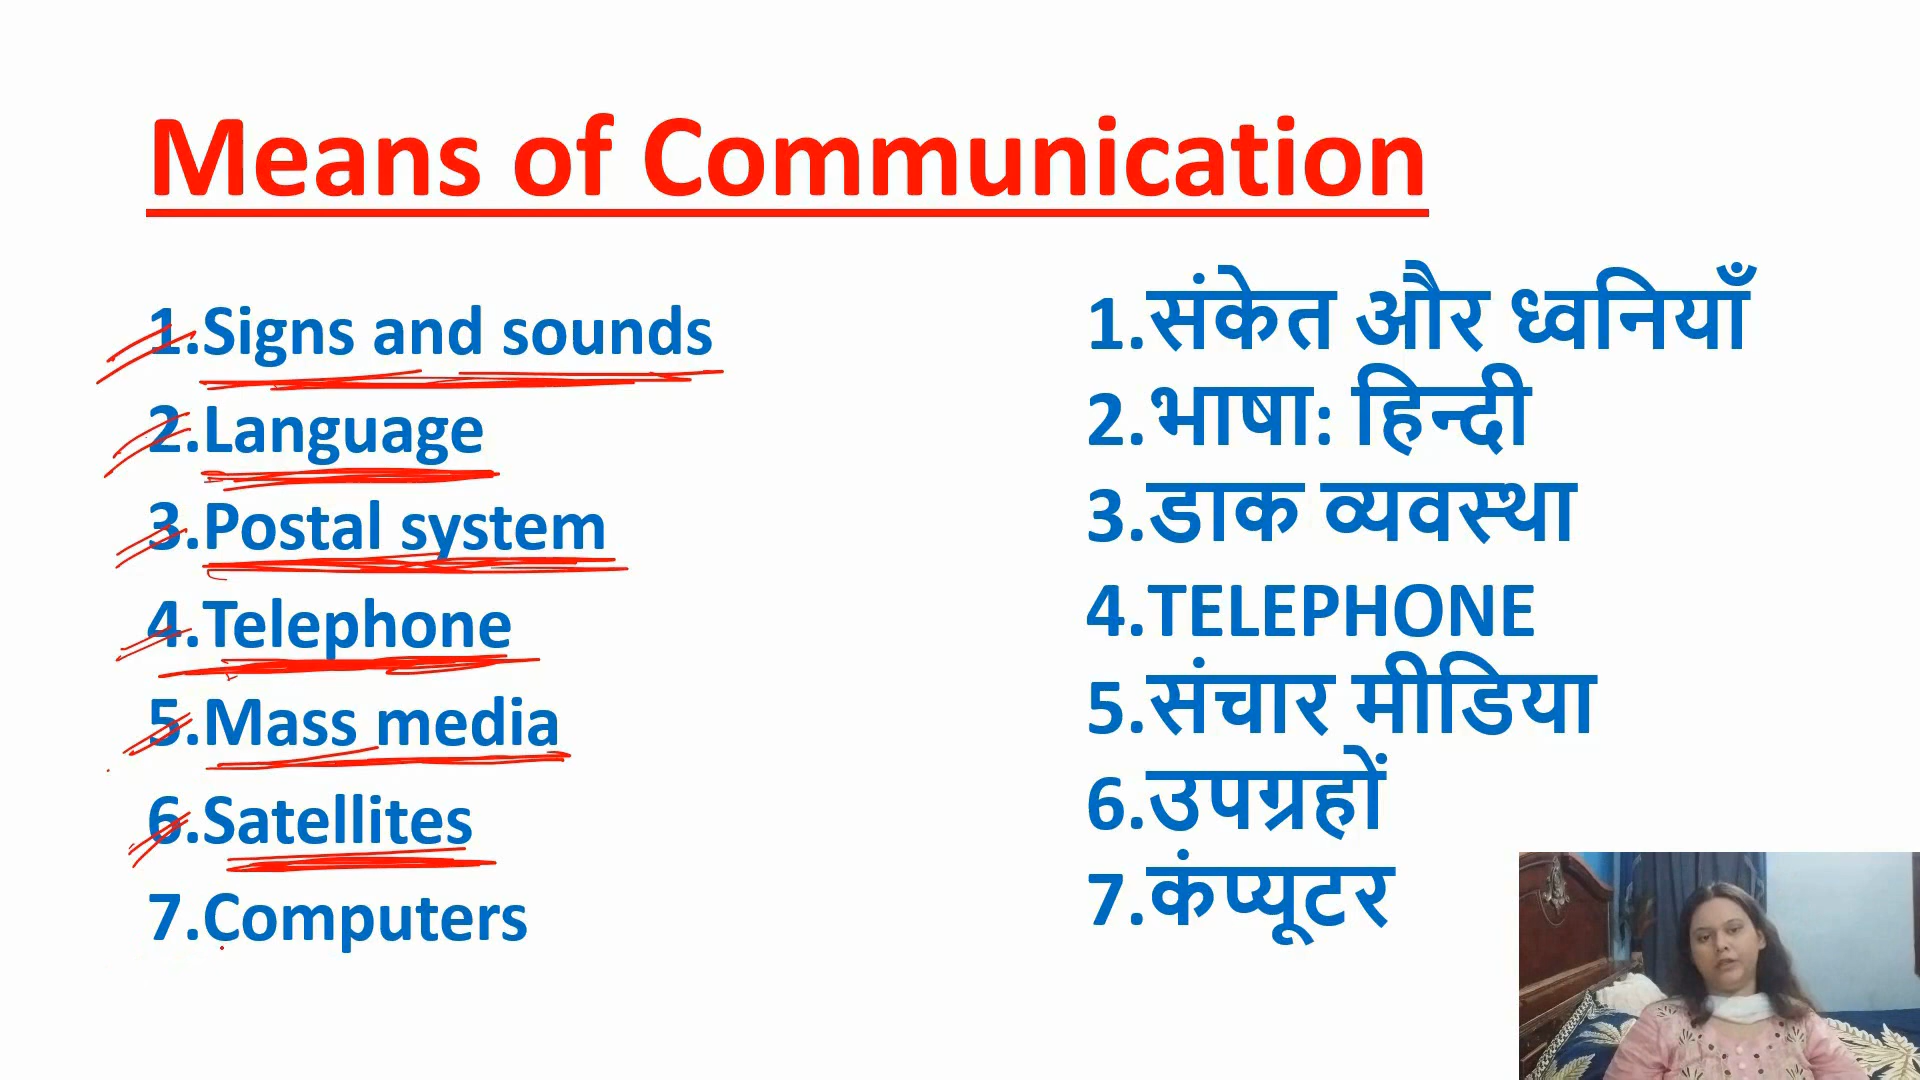 Means of Communication
1.Signs and sounds
2.Language
3.Postal system
4.Telephone
5.Mass media
6.Satellites
7.Computers
1.संकेत और ध्वनियाँ
2.भाषा: हिन्दी
3.डाक व्यवस्था
4.TELEPHONE
5.संचार मीडिया
6.उपग्रहों
7.कंप्यूटर